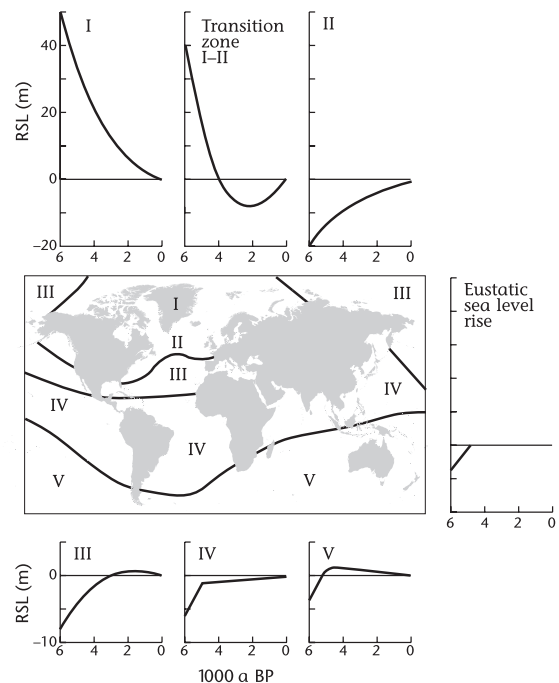 I
Transition
zone
I–II
II
RSL (m)
40
20
0
−20
6 4 2 0
6 4 2 0
6 4 2 0
III
I
III
II
III
IV
IV
IV
V
V
Eustatic
sea level
rise
6 4 2 0
III
IV
V
RSL (m)
0
−10
6 4 2 0
6 4 2 0
6 4 2 0
1000 a BP